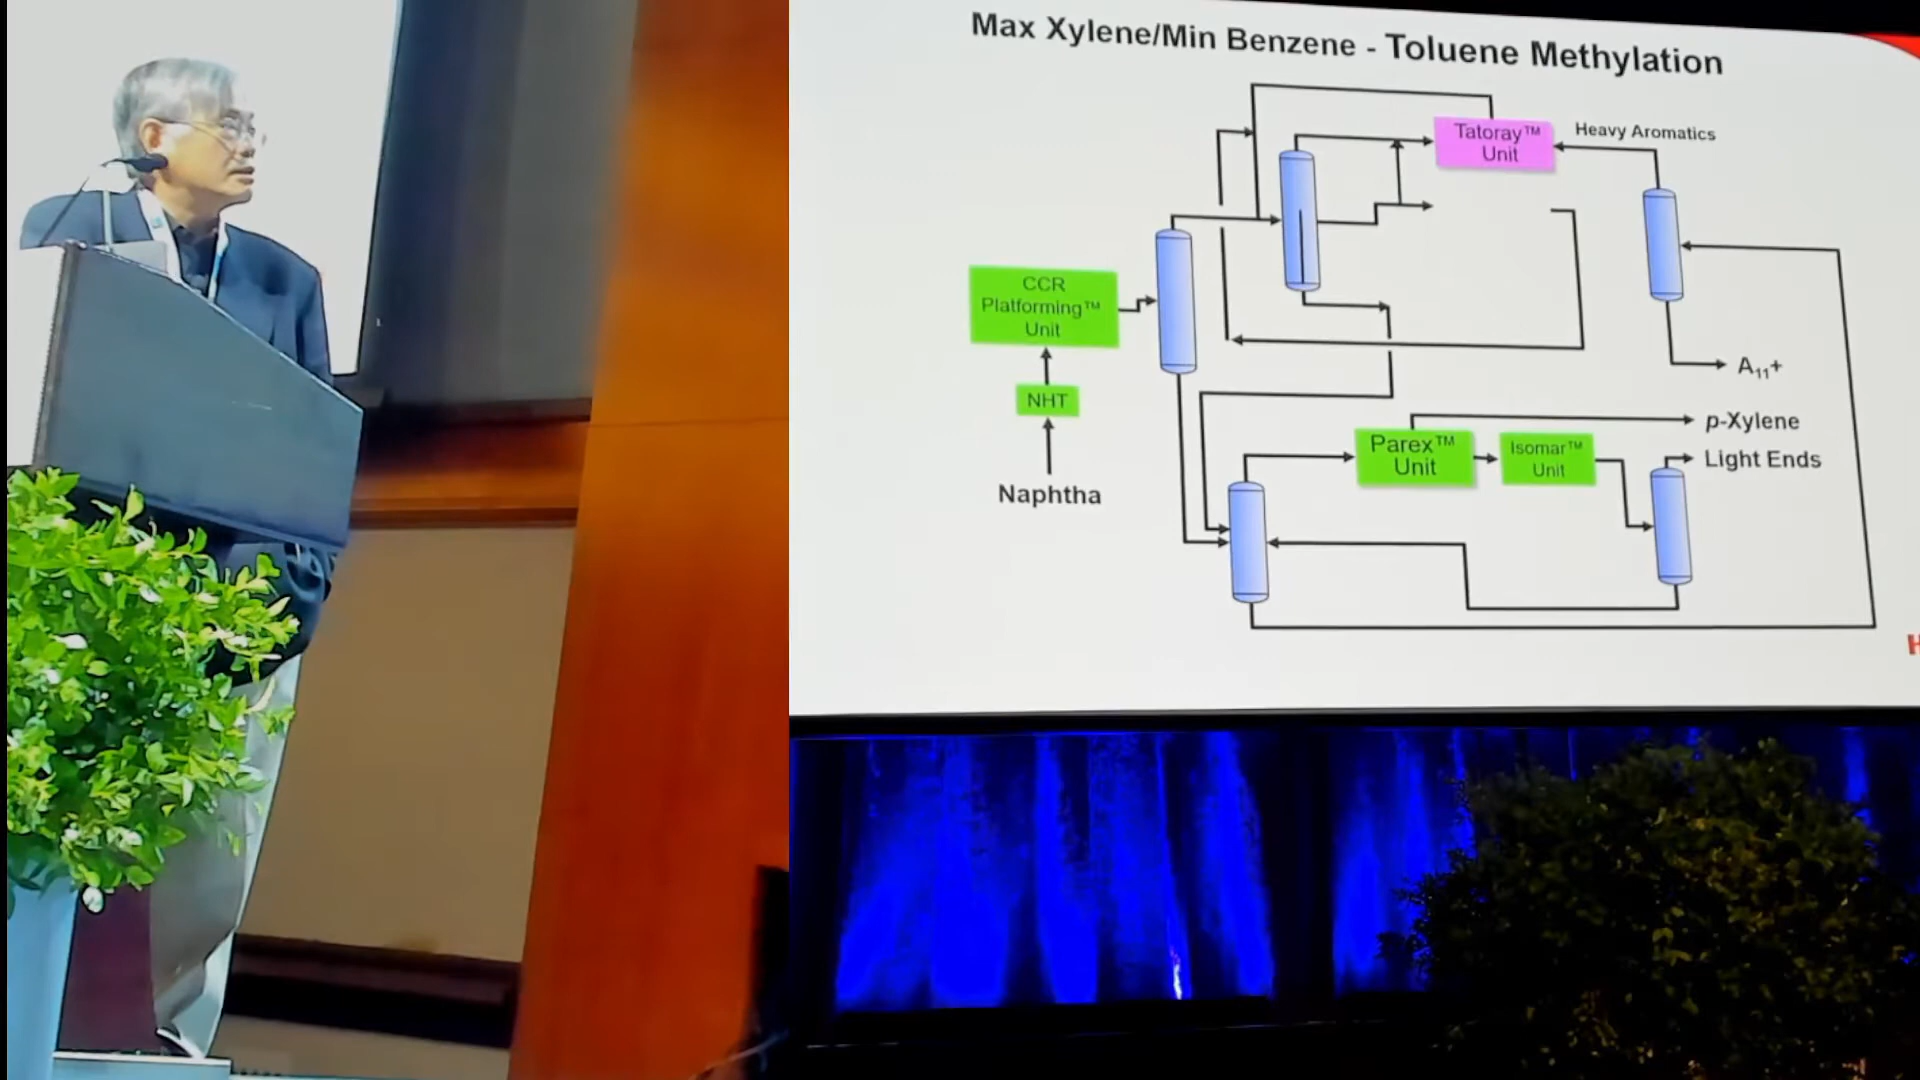 Max Xylene/Min Benzene - Toluene Methylation
Tatoray™
Unit
Heavy Aromatics
CCR
Platforming™
Unit
NHT
Naphtha
A11+
p-Xylene
Parex™
Unit
Isomar™
Unit
Light Ends
H